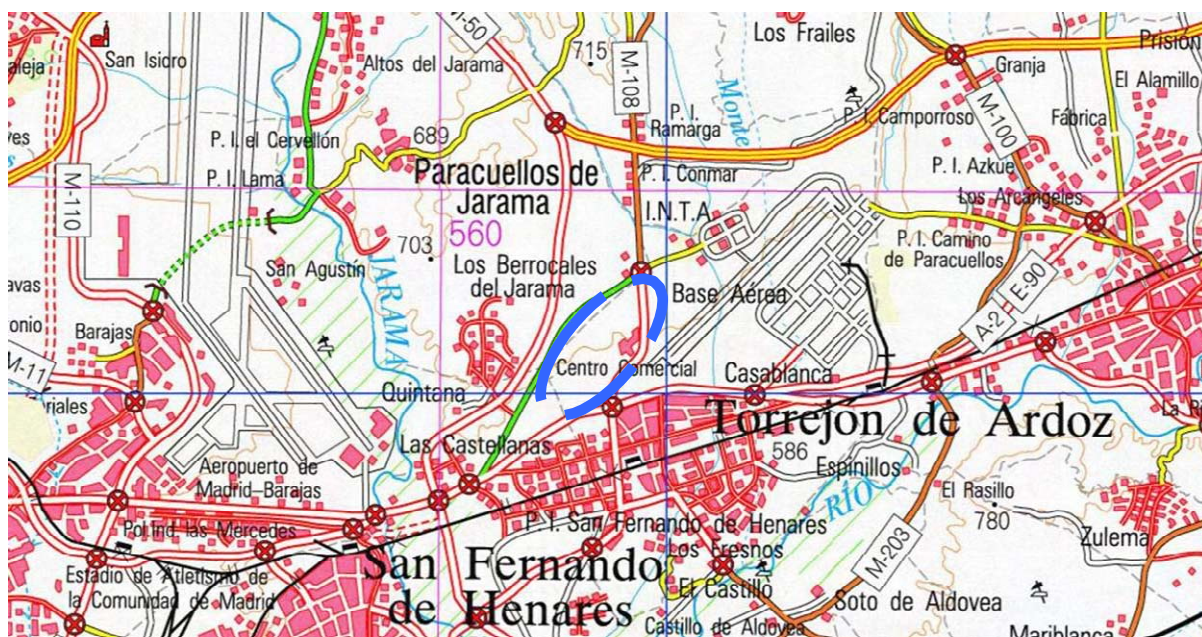 San Isidro
Altos del Jarama
M-50
715
M-108
Los Frailes
Prisión
Granja
El Alamillo
P. I. el Cervellón
689
P. I.
Ramarga
Monte
P. I. Camporroso
M-100
Fábrica
P. I. Lama
Paracuellos de
Jarama
560
P. I. Conmar
P. I. Azkue
Los Arcángeles
M-110
I.N.T.A.
703
San Agustín
JARAMA
Los Berrocales
del Jarama
P. I. Camino
de Paracuellos
Base Aérea
E-90
A-2
Barajas
M-11
Quintana
Centro Comercial
Casablanca
Torrejon de Ardoz
Las Castellanas
586
Espinillos
RÍO
Aeropuerto de
Madrid-Barajas
El Rasillo
780
Pol.Ind. las Mercedes
P. I. San Fernando de Henares
Zulema
San Fernando
de Henares
Los Fresnos
El Castillo
M-203
Estadio de Atletismo de
la Comunidad de Madrid
Soto de Aldovea
Castillo de Aldovea
Mariblanca